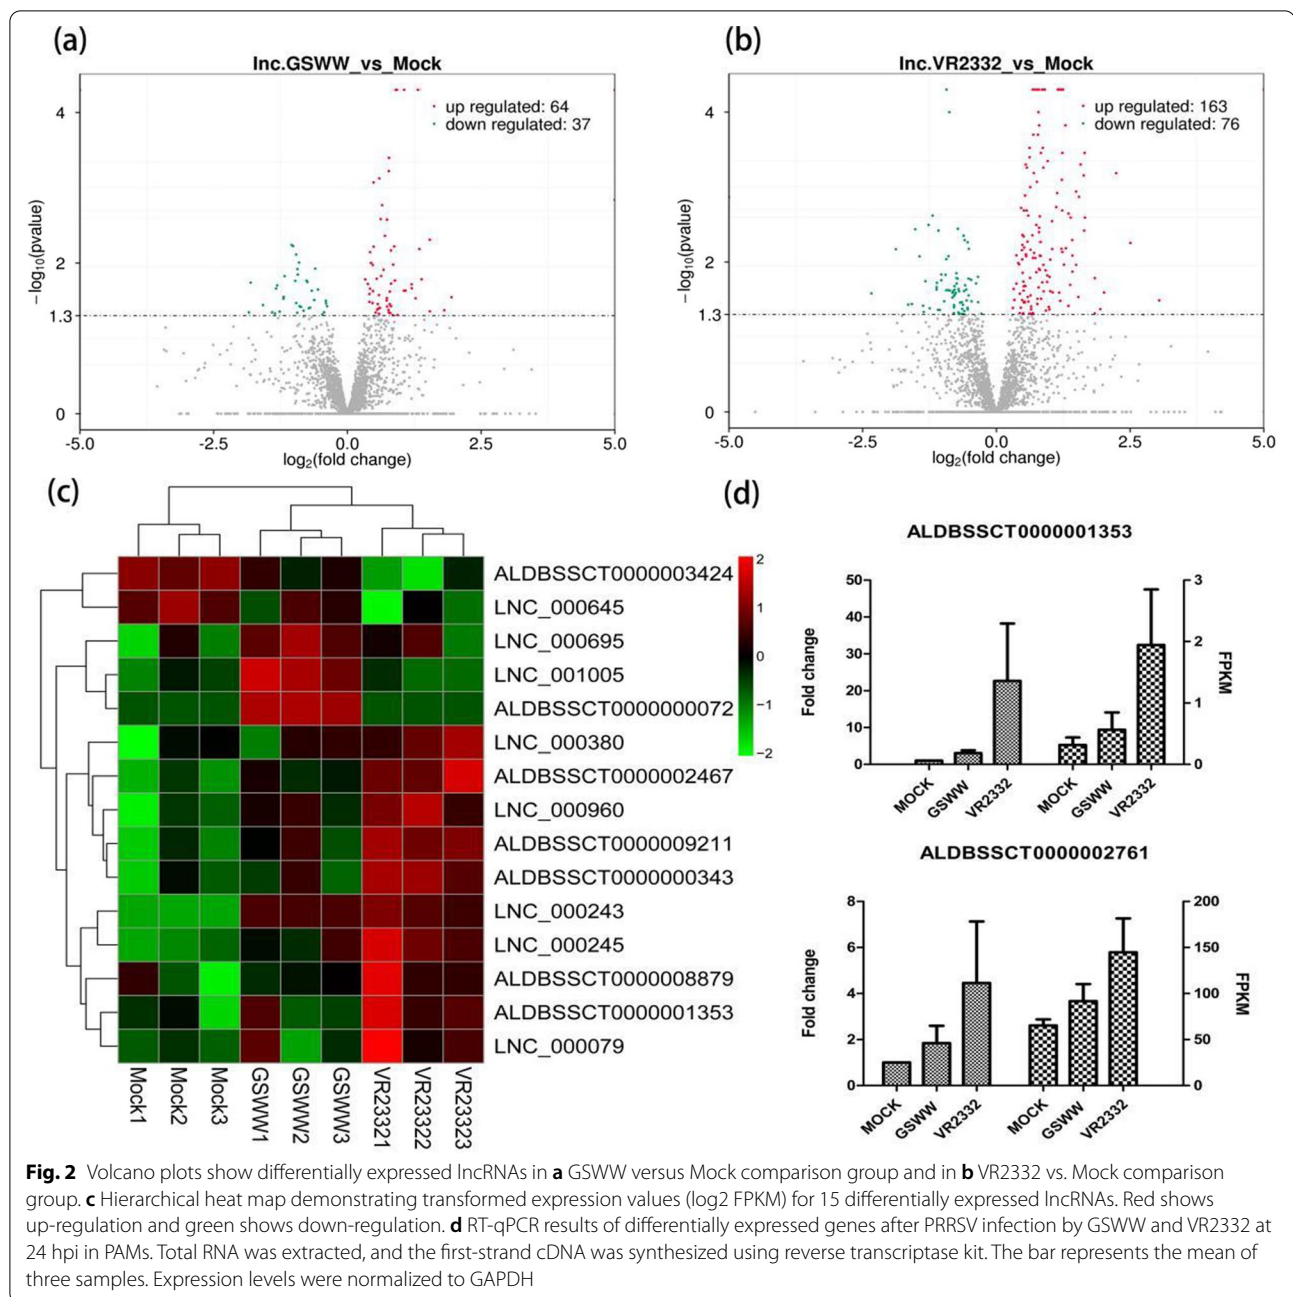 (a)
lnc.GSWW_vs_Mock
up regulated: 64
down regulated: 37
−log10(pvalue)
4
2
1.3
0
-5.0 -2.5 0.0 2.5 5.0
log2(fold change)
(b)
lnc.VR2332_vs_Mock
up regulated: 163
down regulated: 76
−log10(pvalue)
4
2
1.3
0
-5.0 -2.5 0.0 2.5 5.0
log2(fold change)
(c)
ALDBSSCT0000003424
LNC_000645
LNC_000695
LNC_001005
ALDBSSCT0000000072
LNC_000380
ALDBSSCT0000002467
LNC_000960
ALDBSSCT0000009211
ALDBSSCT0000000343
LNC_000243
LNC_000245
ALDBSSCT0000008879
ALDBSSCT0000001353
LNC_000079
2
1
0
−1
−2
Mock1 Mock2 Mock3 GSWW1 GSWW2 GSWW3 VR23321 VR23322 VR23323
(d)
ALDBSSCT0000001353
Fold change
50
40
30
20
10
0
FPKM
3
2
1
0
MOCK GSWW VR2332 MOCK GSWW VR2332
ALDBSSCT0000002761
Fold change
8
6
4
2
0
FPKM
200
150
100
50
0
MOCK GSWW VR2332 MOCK GSWW VR2332
Fig. 2 Volcano plots show differentially expressed lncRNAs in a GSWW versus Mock comparison group and in b VR2332 vs. Mock comparison
group. c Hierarchical heat map demonstrating transformed expression values (log2 FPKM) for 15 differentially expressed lncRNAs. Red shows
up-regulation and green shows down-regulation. d RT-qPCR results of differentially expressed genes after PRRSV infection by GSWW and VR2332 at
24 hpi in PAMs. Total RNA was extracted, and the first-strand cDNA was synthesized using reverse transcriptase kit. The bar represents the mean of
three samples. Expression levels were normalized to GAPDH